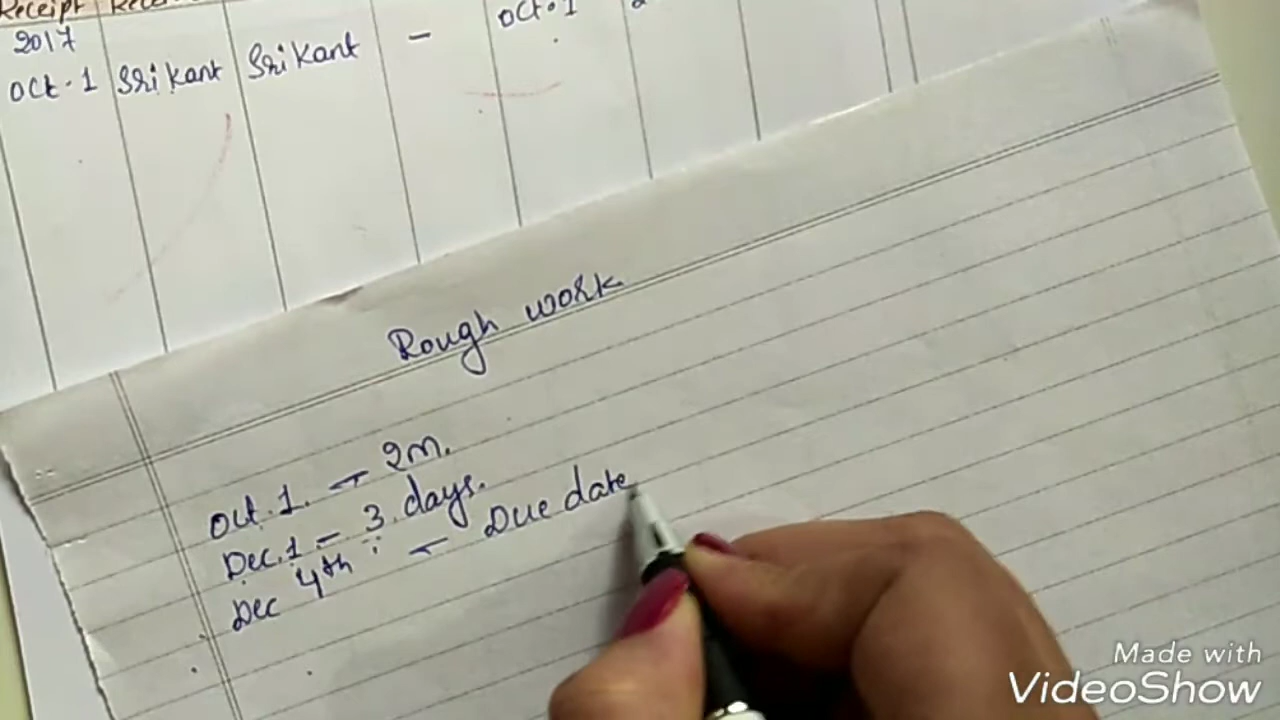 Receipt
2017
Oct. 1 Srikant Srikant - Oct. 1
Rough work
Oct. 1. - 2m.
Dec. 1 - 3 days.
Dec 4th - Due date
Made with
VideoShow